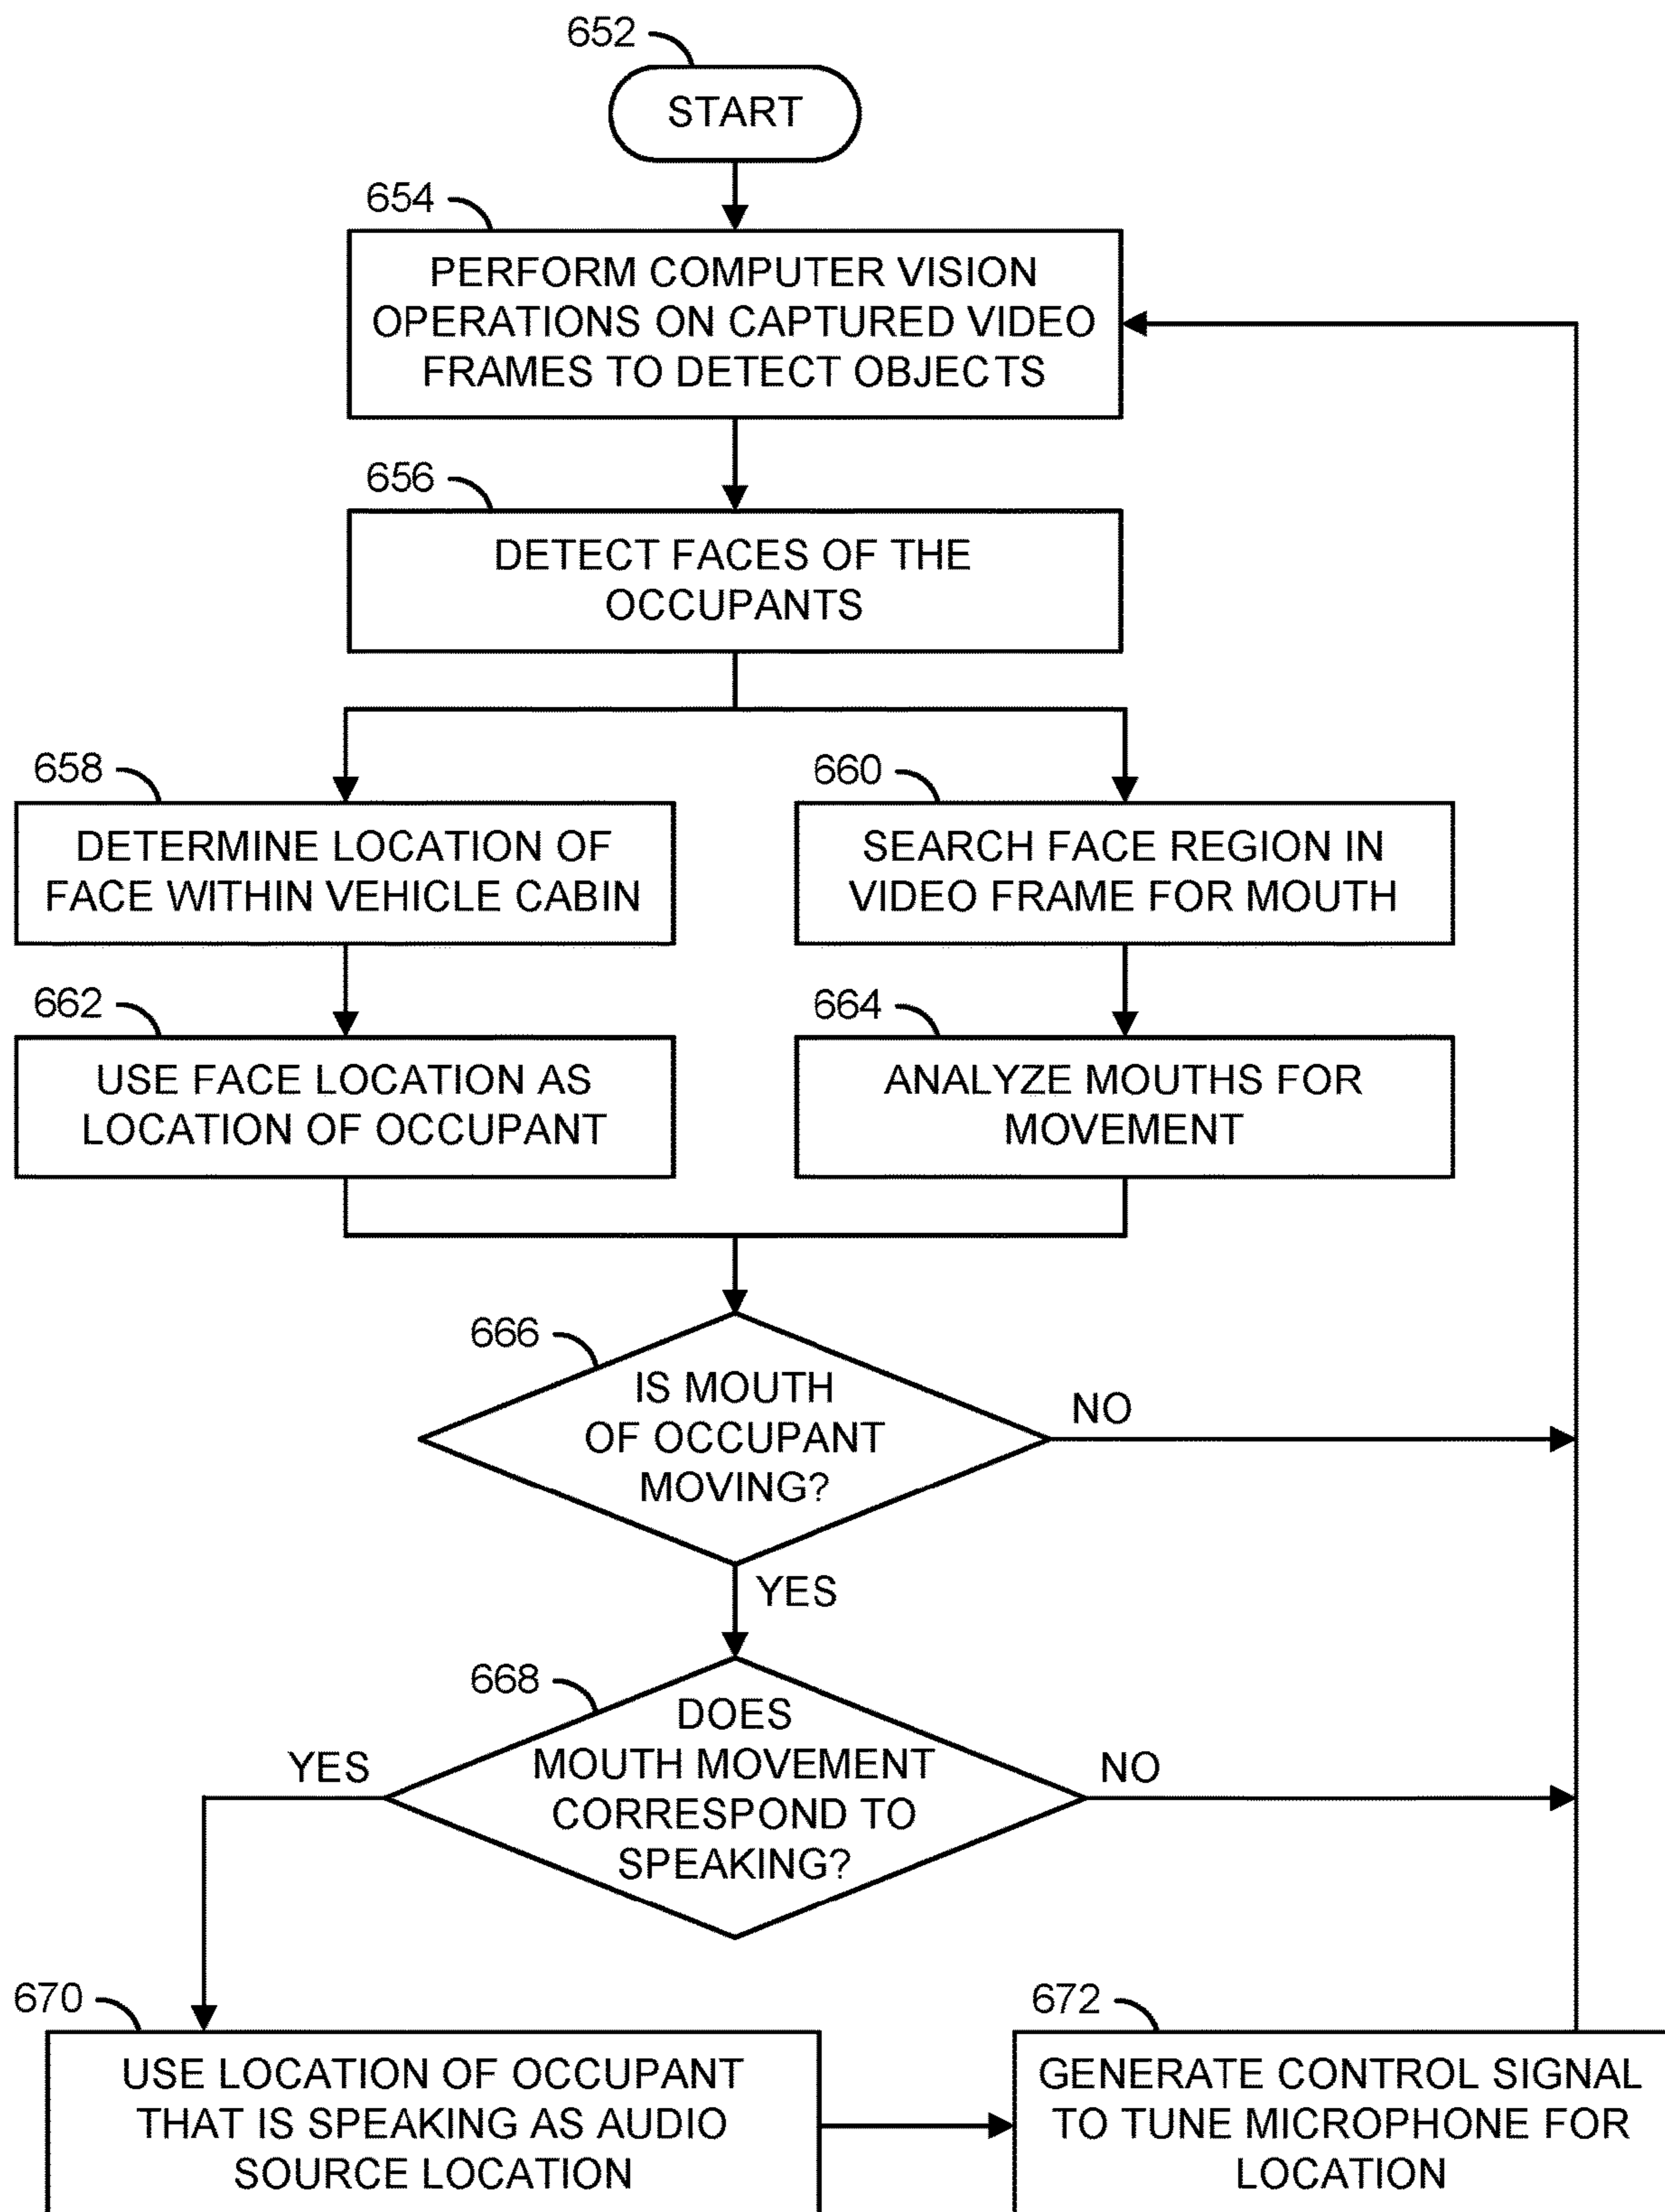 652
START
654
PERFORM COMPUTER VISION
OPERATIONS ON CAPTURED VIDEO
FRAMES TO DETECT OBJECTS
656
DETECT FACES OF THE
OCCUPANTS
658
DETERMINE LOCATION OF
FACE WITHIN VEHICLE CABIN
660
SEARCH FACE REGION IN
VIDEO FRAME FOR MOUTH
662
USE FACE LOCATION AS
LOCATION OF OCCUPANT
664
ANALYZE MOUTHS FOR
MOVEMENT
666
IS MOUTH
OF OCCUPANT
MOVING?
NO
YES
668
DOES
MOUTH MOVEMENT
CORRESPOND TO
SPEAKING?
YES
NO
670
USE LOCATION OF OCCUPANT
THAT IS SPEAKING AS AUDIO
SOURCE LOCATION
672
GENERATE CONTROL SIGNAL
TO TUNE MICROPHONE FOR
LOCATION